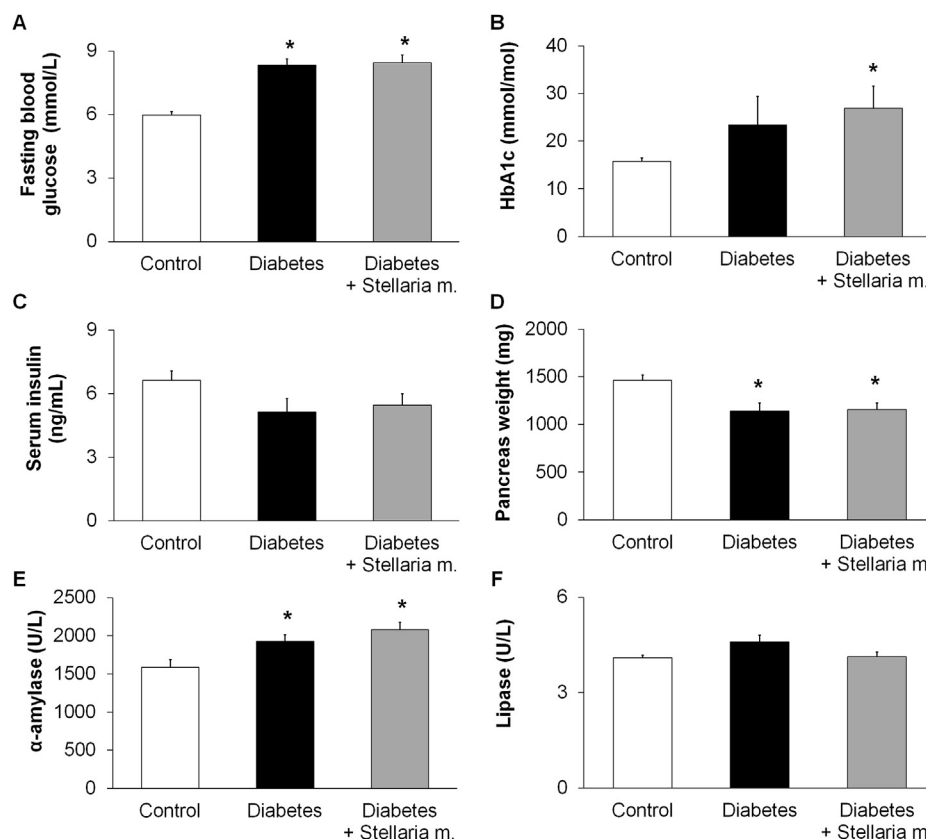 A
Fasting blood
glucose (mmol/L)
9
6
3
0
*
*
Control
Diabetes
Diabetes
+ Stellaria m.
B
HbA1c (mmol/mol)
40
30
20
10
0
*
Control
Diabetes
Diabetes
+ Stellaria m.
C
Serum insulin
(ng/mL)
9
6
3
0
Control
Diabetes
Diabetes
+ Stellaria m.
D
Pancreas weight (mg)
2000
1500
1000
500
0
*
*
Control
Diabetes
Diabetes
+ Stellaria m.
E
α-amylase (U/L)
2500
2000
1500
1000
500
0
*
*
Control
Diabetes
Diabetes
+ Stellaria m.
F
Lipase (U/L)
6
3
0
Control
Diabetes
Diabetes
+ Stellaria m.